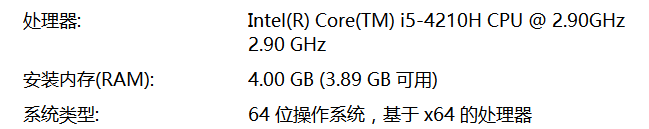 处理器: Intel(R) Core(TM) i5-4210H CPU @ 2.90GHz
2.90 GHz
安装内存(RAM): 4.00 GB (3.89 GB 可用)
系统类型: 64 位操作系统，基于 x64 的处理器